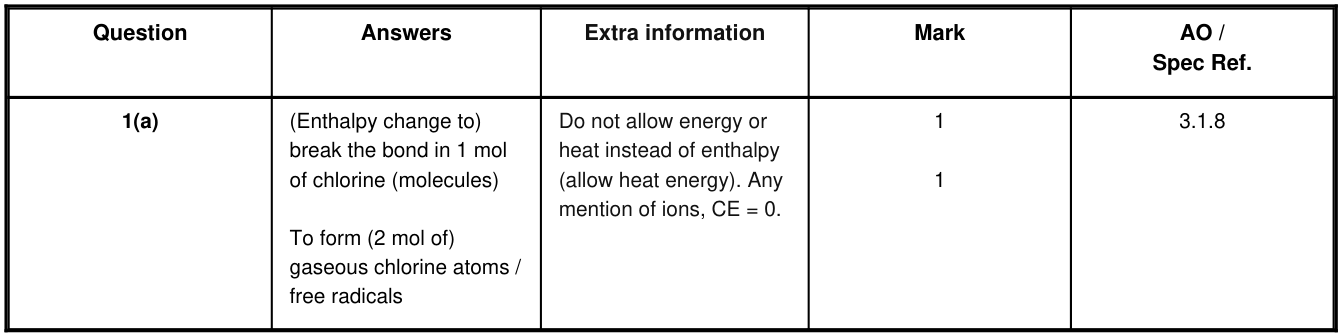 Question
Answers
Extra information
Mark
AO /
Spec Ref.
1(a)
(Enthalpy change to)
break the bond in 1 mol
of chlorine (molecules)
To form (2 mol of)
gaseous chlorine atoms /
free radicals
Do not allow energy or
heat instead of enthalpy
(allow heat energy). Any
mention of ions, CE = 0.
1
1
3.1.8